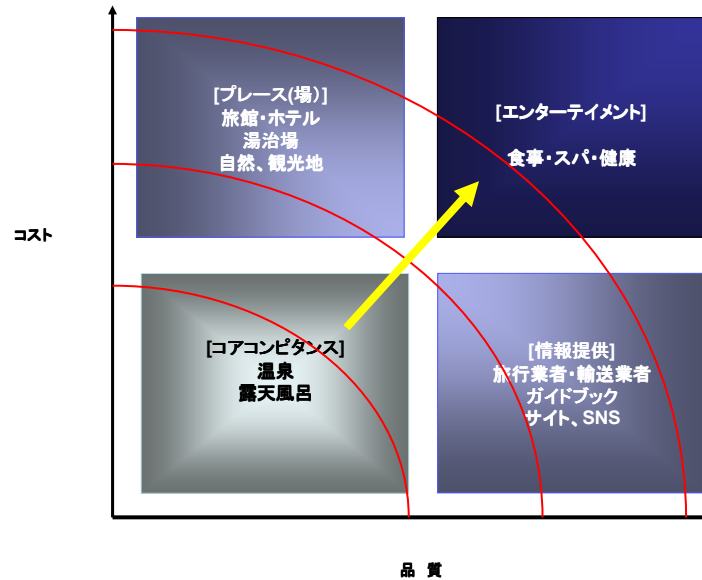 [プレース(場）]
旅館・ホテル
湯治場
自然、観光地
[エンターテイメント]
食事・スパ・健康
コスト
[コアコンピタンス]
温泉
露天風呂
[情報提供]
旅行業者・輸送業者
ガイドブック
サイト、SNS
品 質